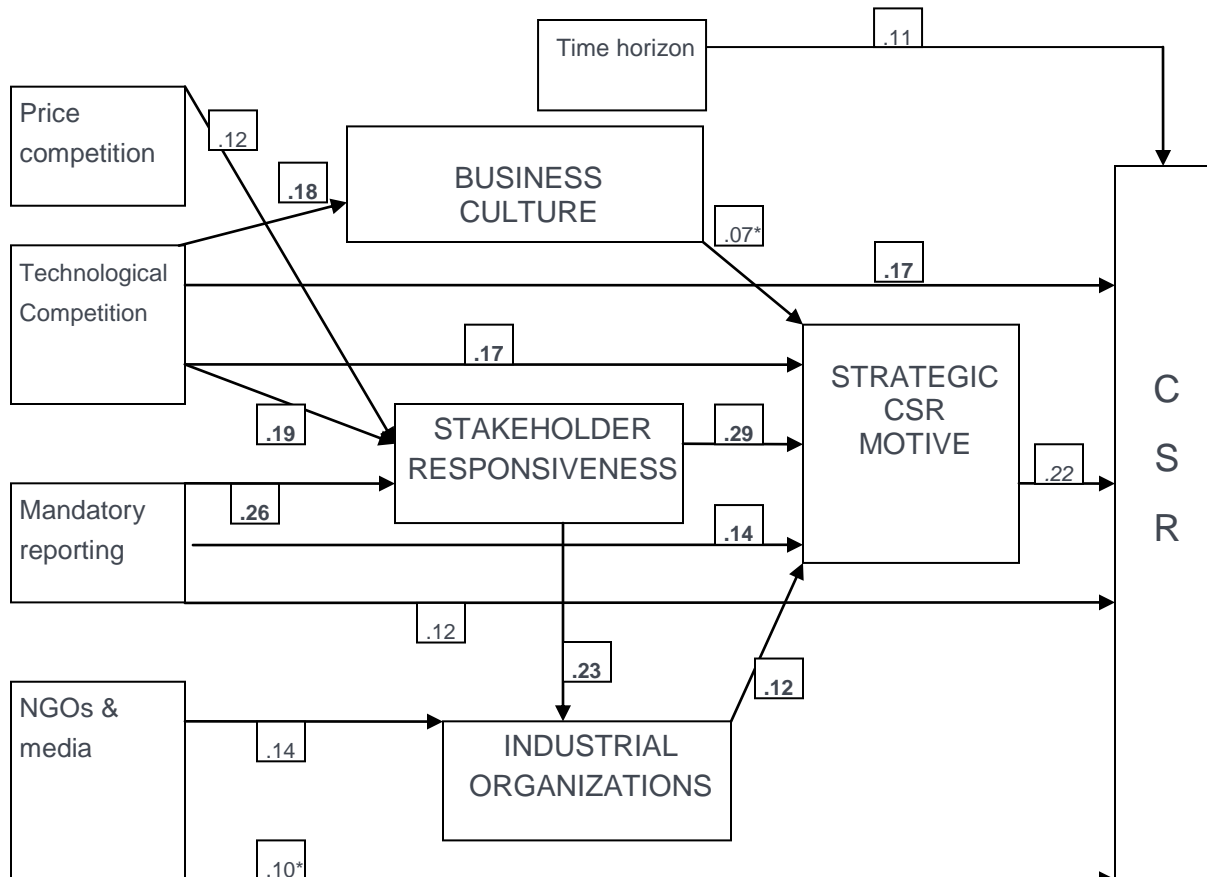 Time horizon
.11
Price
competition
.12
BUSINESS
CULTURE
.18
.07*
Technological
Competition
.17
.17
STRATEGIC
CSR
MOTIVE
C
S
R
.19
STAKEHOLDER
RESPONSIVENESS
.29
.22
Mandatory
reporting
.26
.14
.12
.23
.12
NGOs &
media
.14
INDUSTRIAL
ORGANIZATIONS
.10*